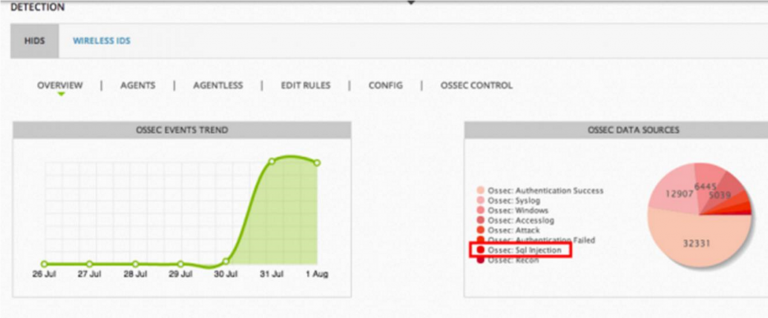 DETECTION
HIDS WIRELESS IDS
OVERVIEW | AGENTS | AGENTLESS | EDIT RULES | CONFIG | OSSEC CONTROL
OSSEC EVENTS TREND
26 Jul 27 Jul 28 Jul 29 Jul 30 Jul 31 Jul 1 Aug
OSSEC DATA SOURCES
Ossec: Authentication Success
Ossec: Syslog
Ossec: Windows
Ossec: Accesslog
Ossec: Attack
Ossec: Authentication Failed
Ossec: Sql Injection
Ossec: Recon
12907 6445 5039
32331